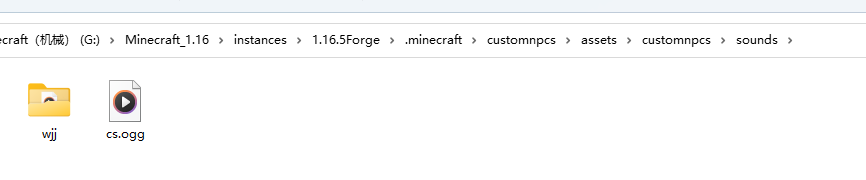 ecraft（机械） (G:) › Minecraft_1.16 › instances › 1.16.5Forge › .minecraft › customnpcs › assets › customnpcs › sounds ›
wjj cs.ogg